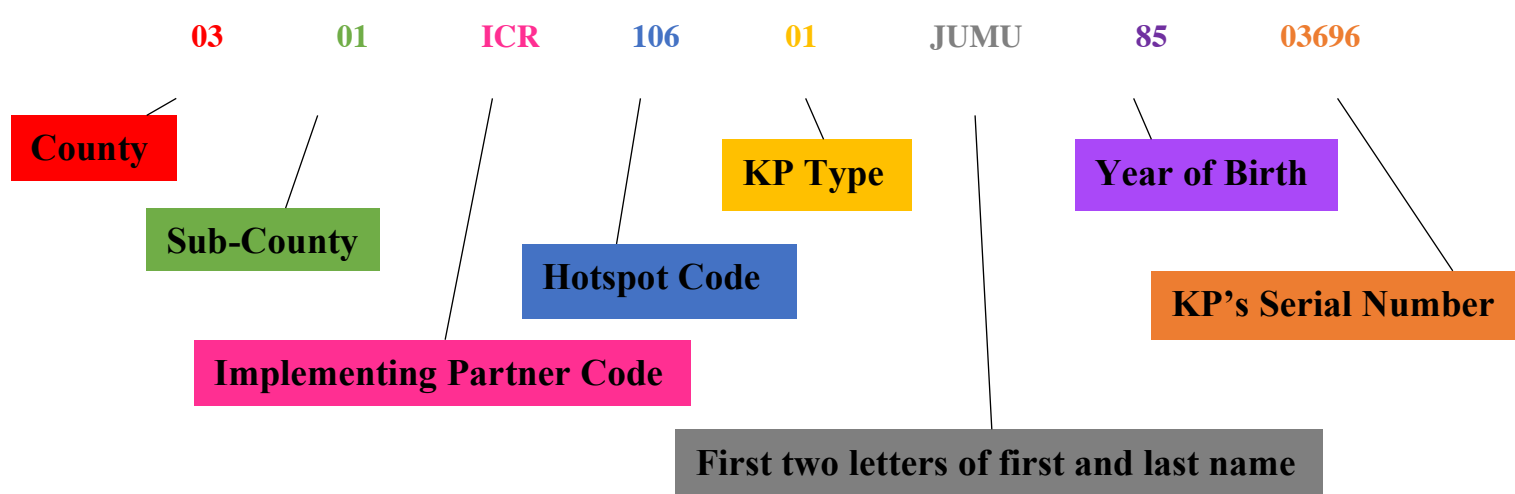 03 01 ICR 106 01 JUMU 85 03696
County
KP Type
Year of Birth
Sub-County
Hotspot Code
KP’s Serial Number
Implementing Partner Code
First two letters of first and last name